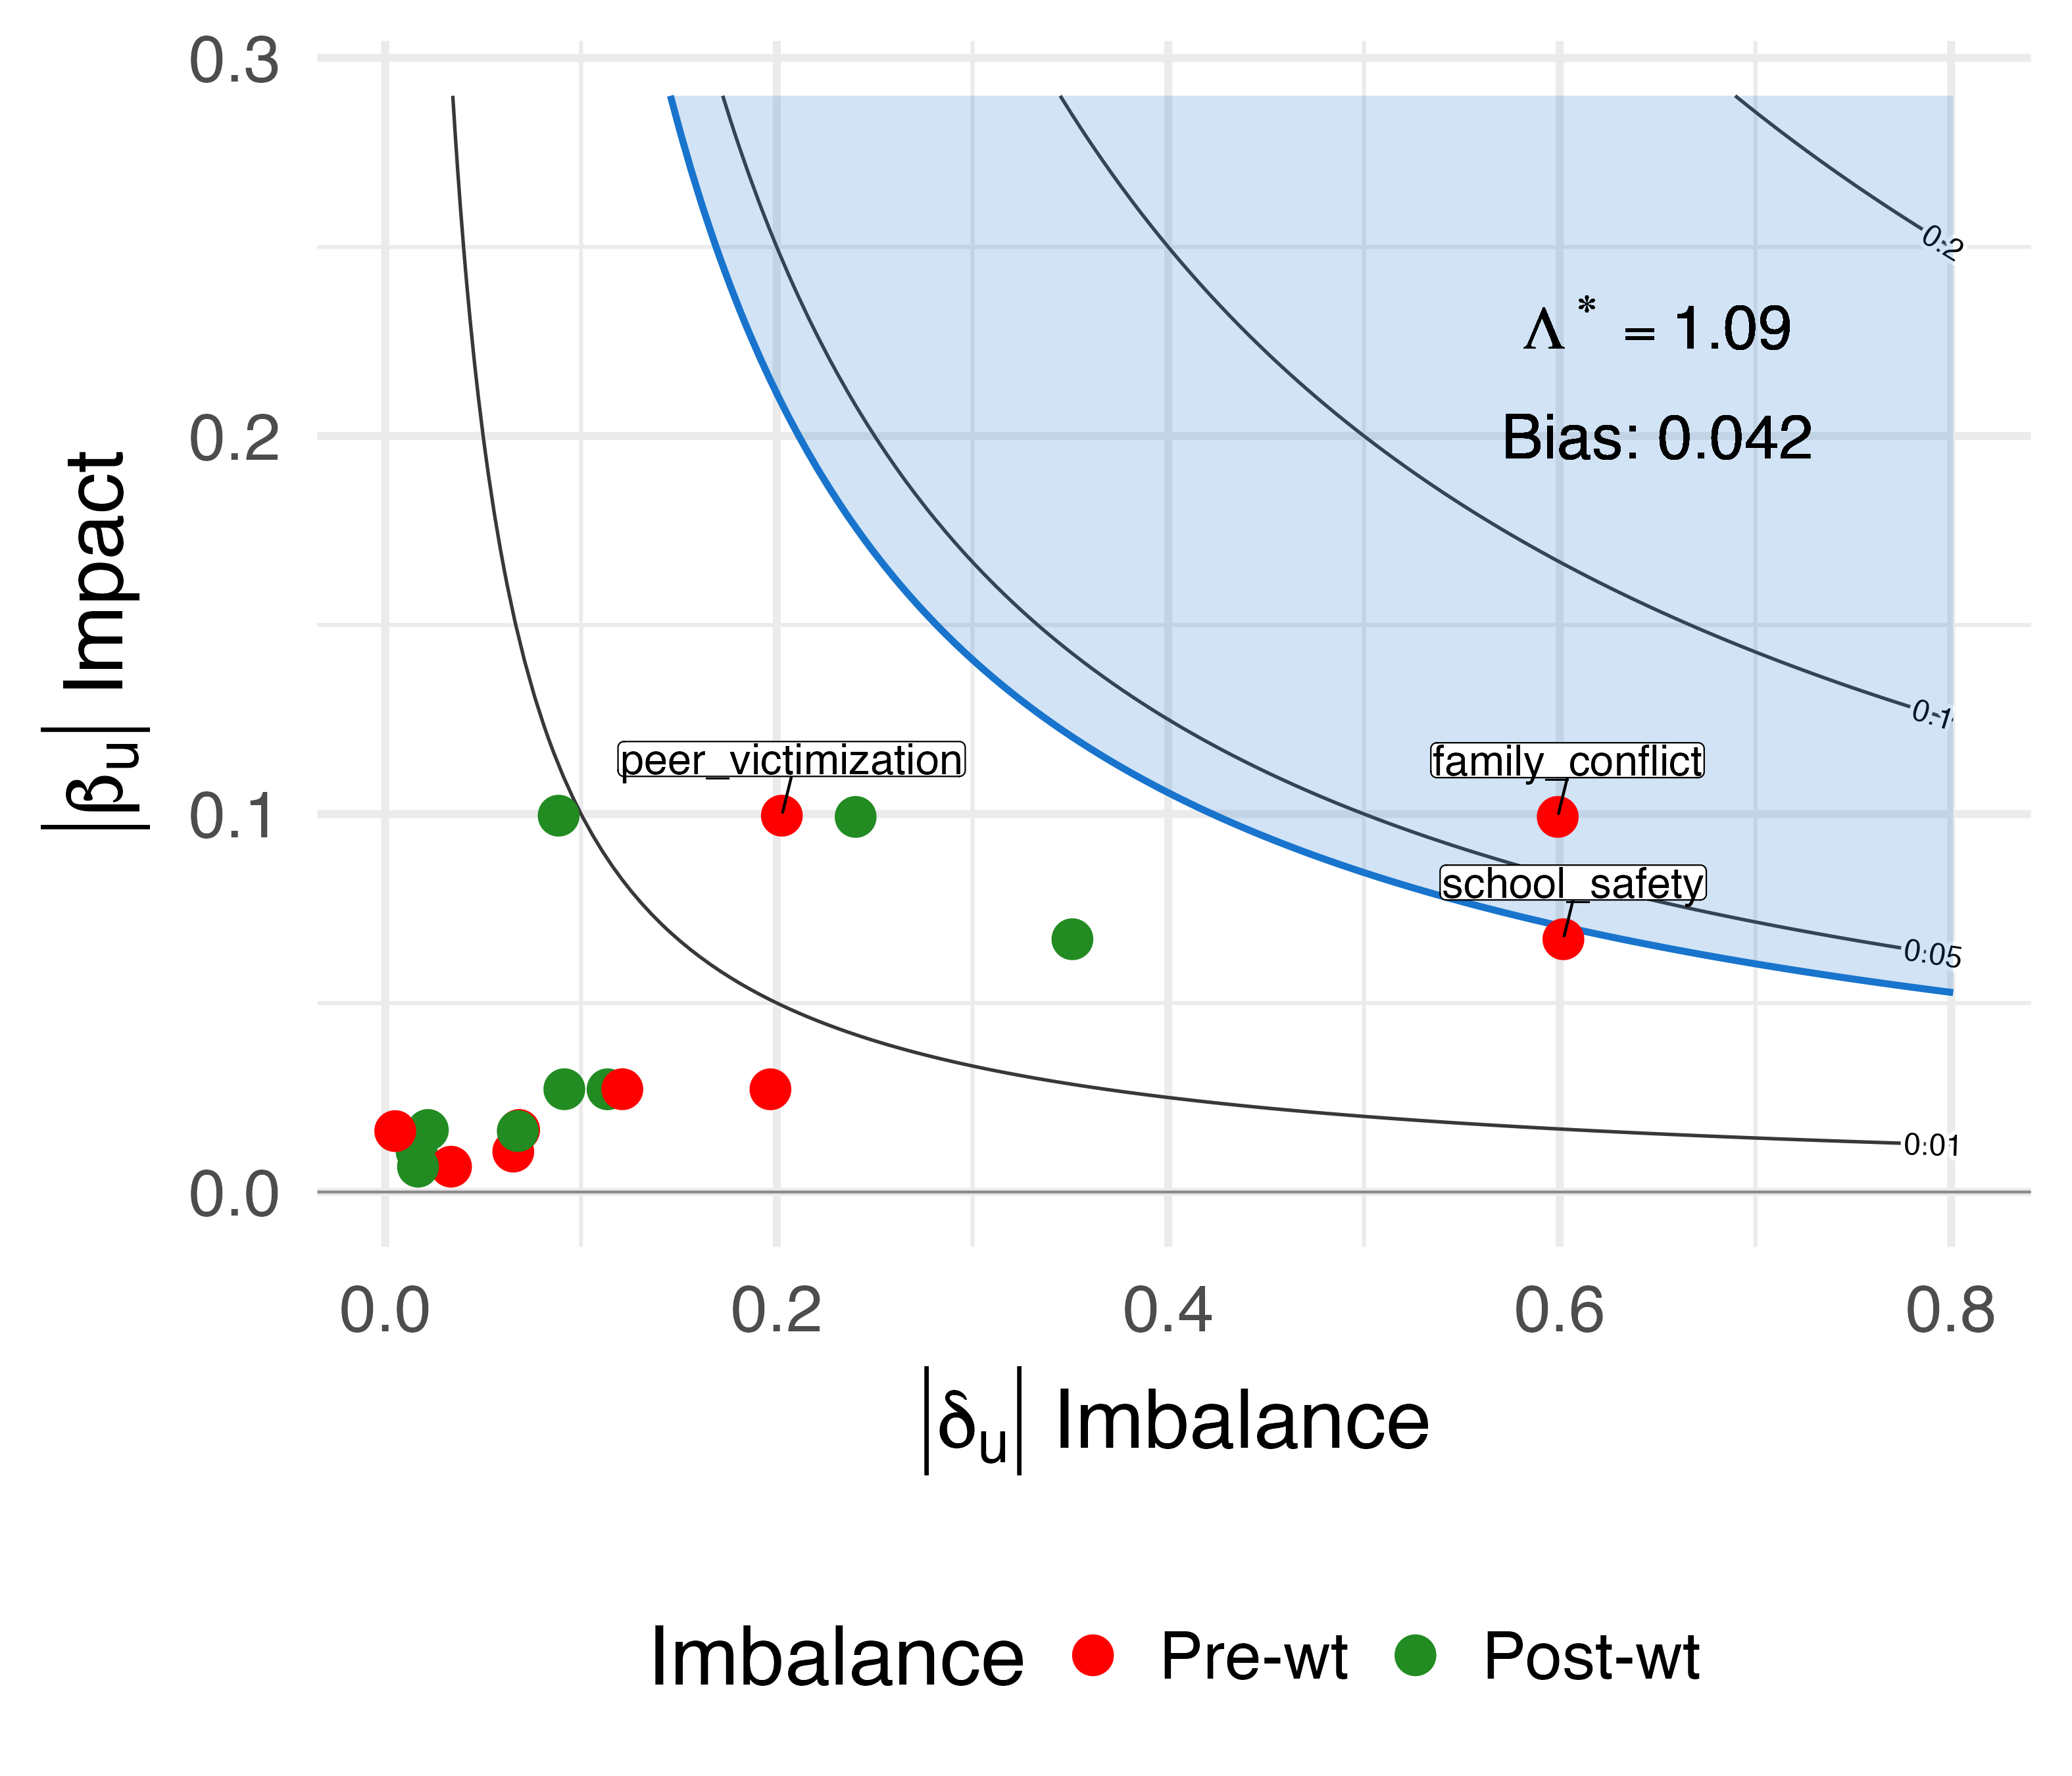 0.3
0.2
0.1
0.0
|βu| Impact
0:2
Λ* = 1.09
Bias: 0.042
0:1
peer_victimization
family_conflict
school_safety
0:05
0:01
0.0 0.2 0.4 0.6 0.8
|δu| Imbalance
Imbalance Pre-wt Post-wt